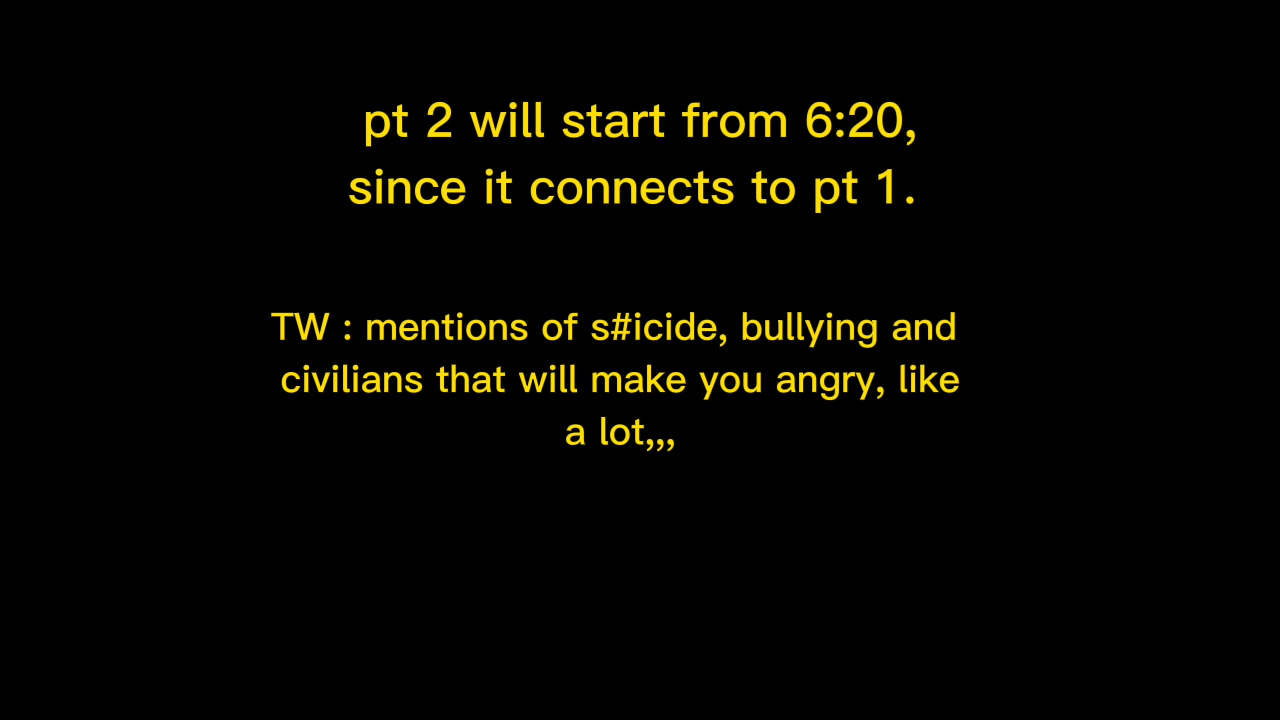 pt 2 will start from 6:20,
since it connects to pt 1.
TW : mentions of s#icide, bullying and
civilians that will make you angry, like
a lot,,,